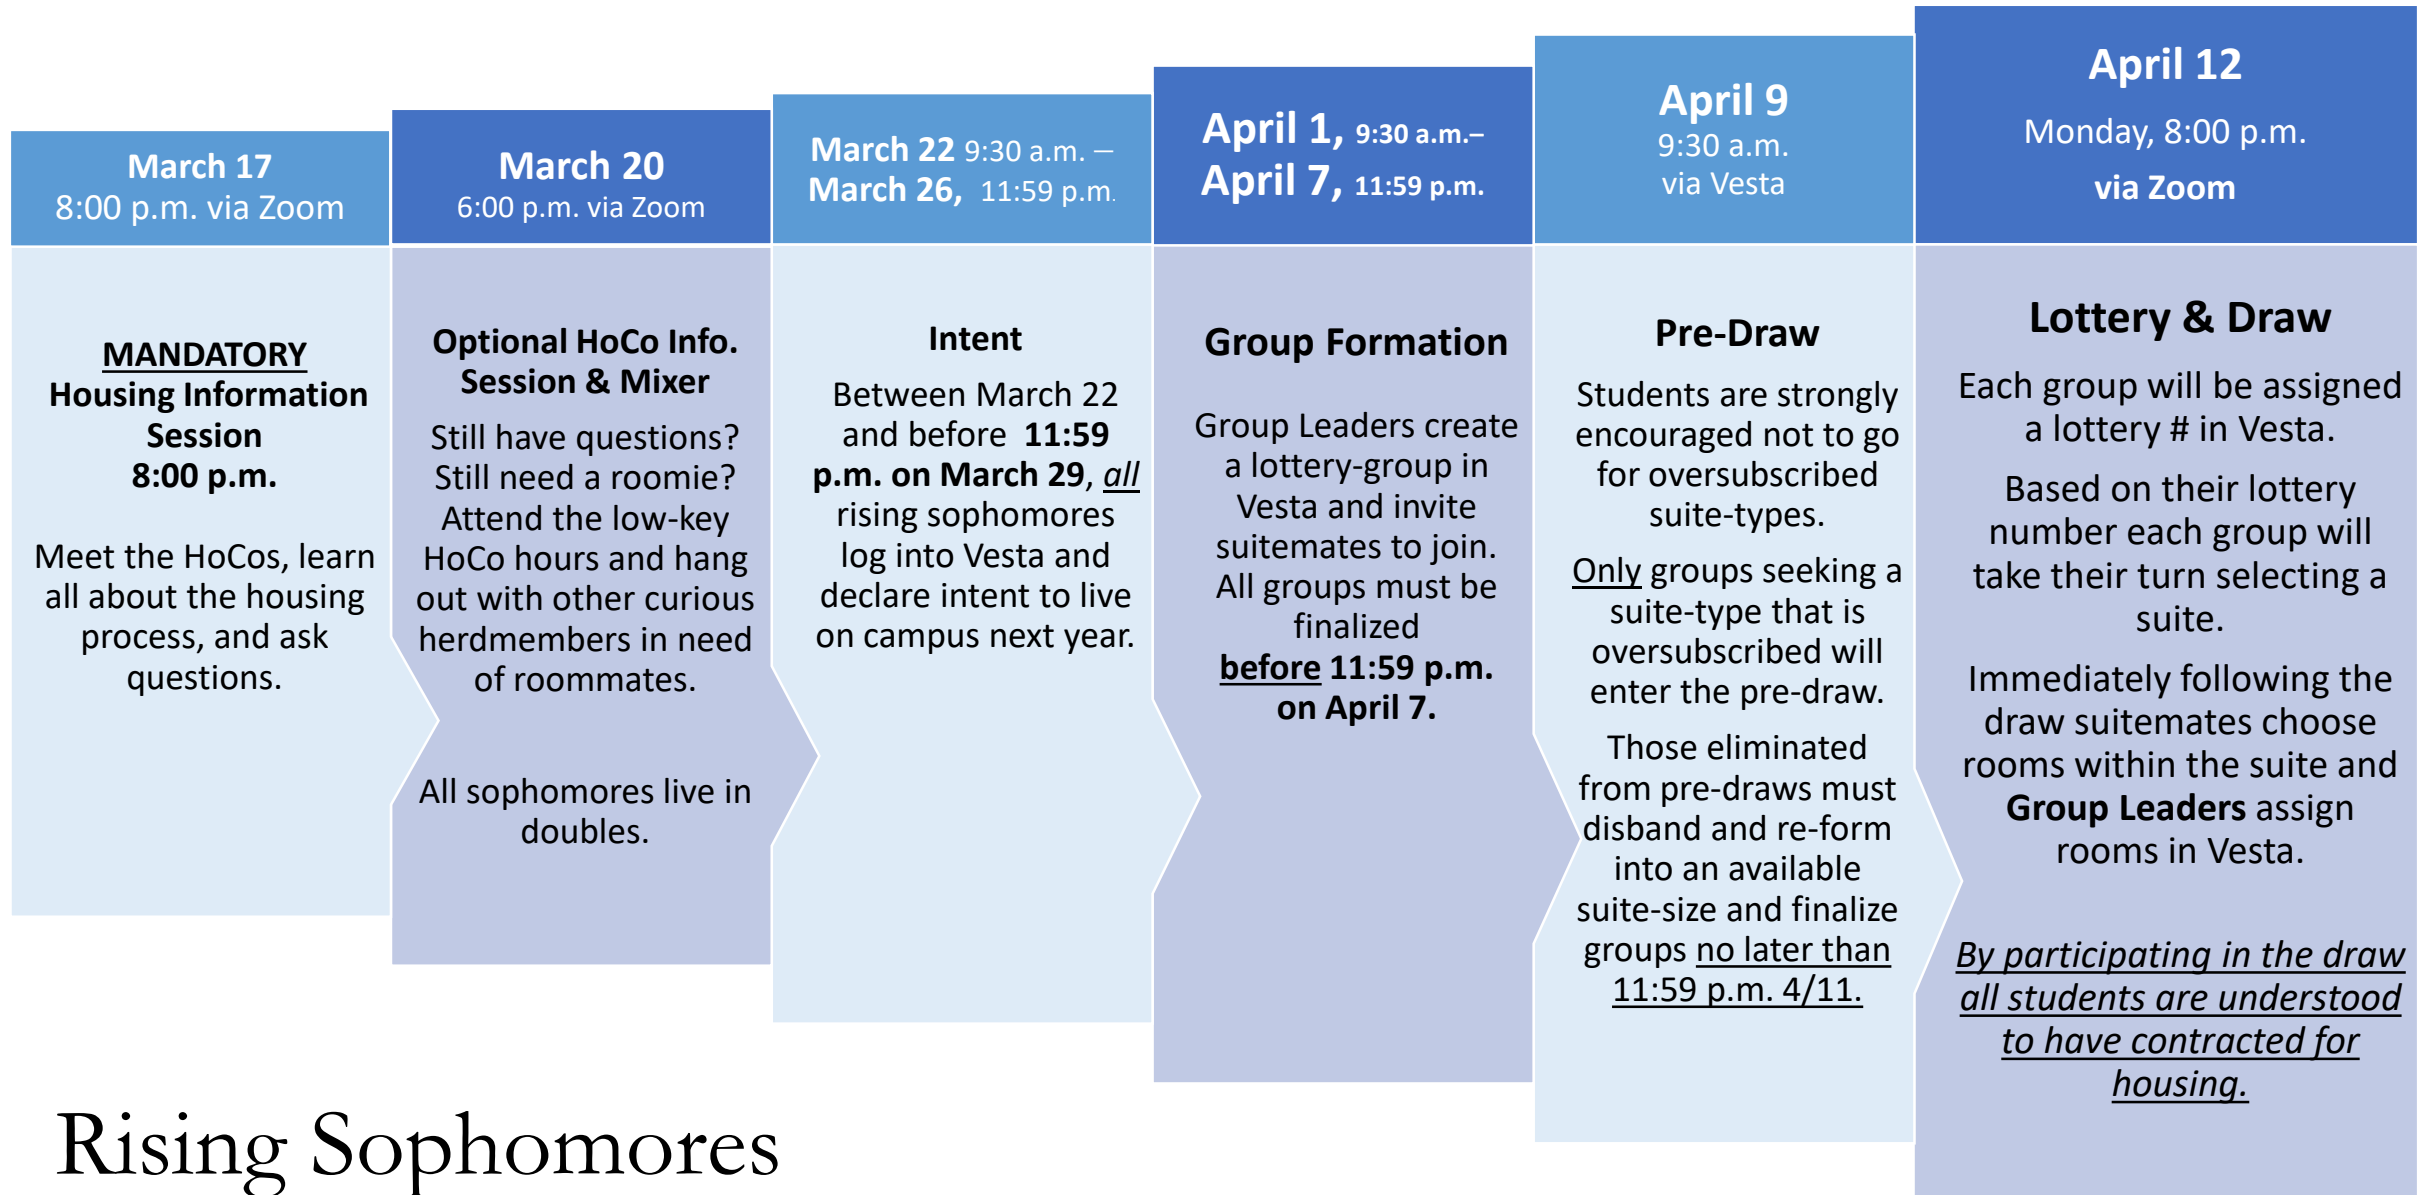 March 17
8:00 p.m. via Zoom
MANDATORY
Housing Information
Session
8:00 p.m.
Meet the HoCos, learn
all about the housing
process, and ask
questions.
March 20
6:00 p.m. via Zoom
Optional HoCo Info.
Session & Mixer
Still have questions?
Still need a roomie?
Attend the low-key
HoCo hours and hang
out with other curious
herdmembers in need
of roommates.
All sophomores live in
doubles.
March 22 9:30 a.m. –
March 26, 11:59 p.m.
Intent
Between March 22
and before 11:59
p.m. on March 29, all
rising sophomores
log into Vesta and
declare intent to live
on campus next year.
April 1, 9:30 a.m.–
April 7, 11:59 p.m.
Group Formation
Group Leaders create
a lottery-group in
Vesta and invite
suitemates to join.
All groups must be
finalized
before 11:59 p.m.
on April 7.
April 9
9:30 a.m.
via Vesta
Pre-Draw
Students are strongly
encouraged not to go
for oversubscribed
suite-types.
Only groups seeking a
suite-type that is
oversubscribed will
enter the pre-draw.
Those eliminated
from pre-draws must
disband and re-form
into an available
suite-size and finalize
groups no later than
11:59 p.m. 4/11.
April 12
Monday, 8:00 p.m.
via Zoom
Lottery & Draw
Each group will be assigned
a lottery # in Vesta.
Based on their lottery
number each group will
take their turn selecting a
suite.
Immediately following the
draw suitemates choose
rooms within the suite and
Group Leaders assign
rooms in Vesta.
By participating in the draw
all students are understood
to have contracted for
housing.
Rising Sophomores